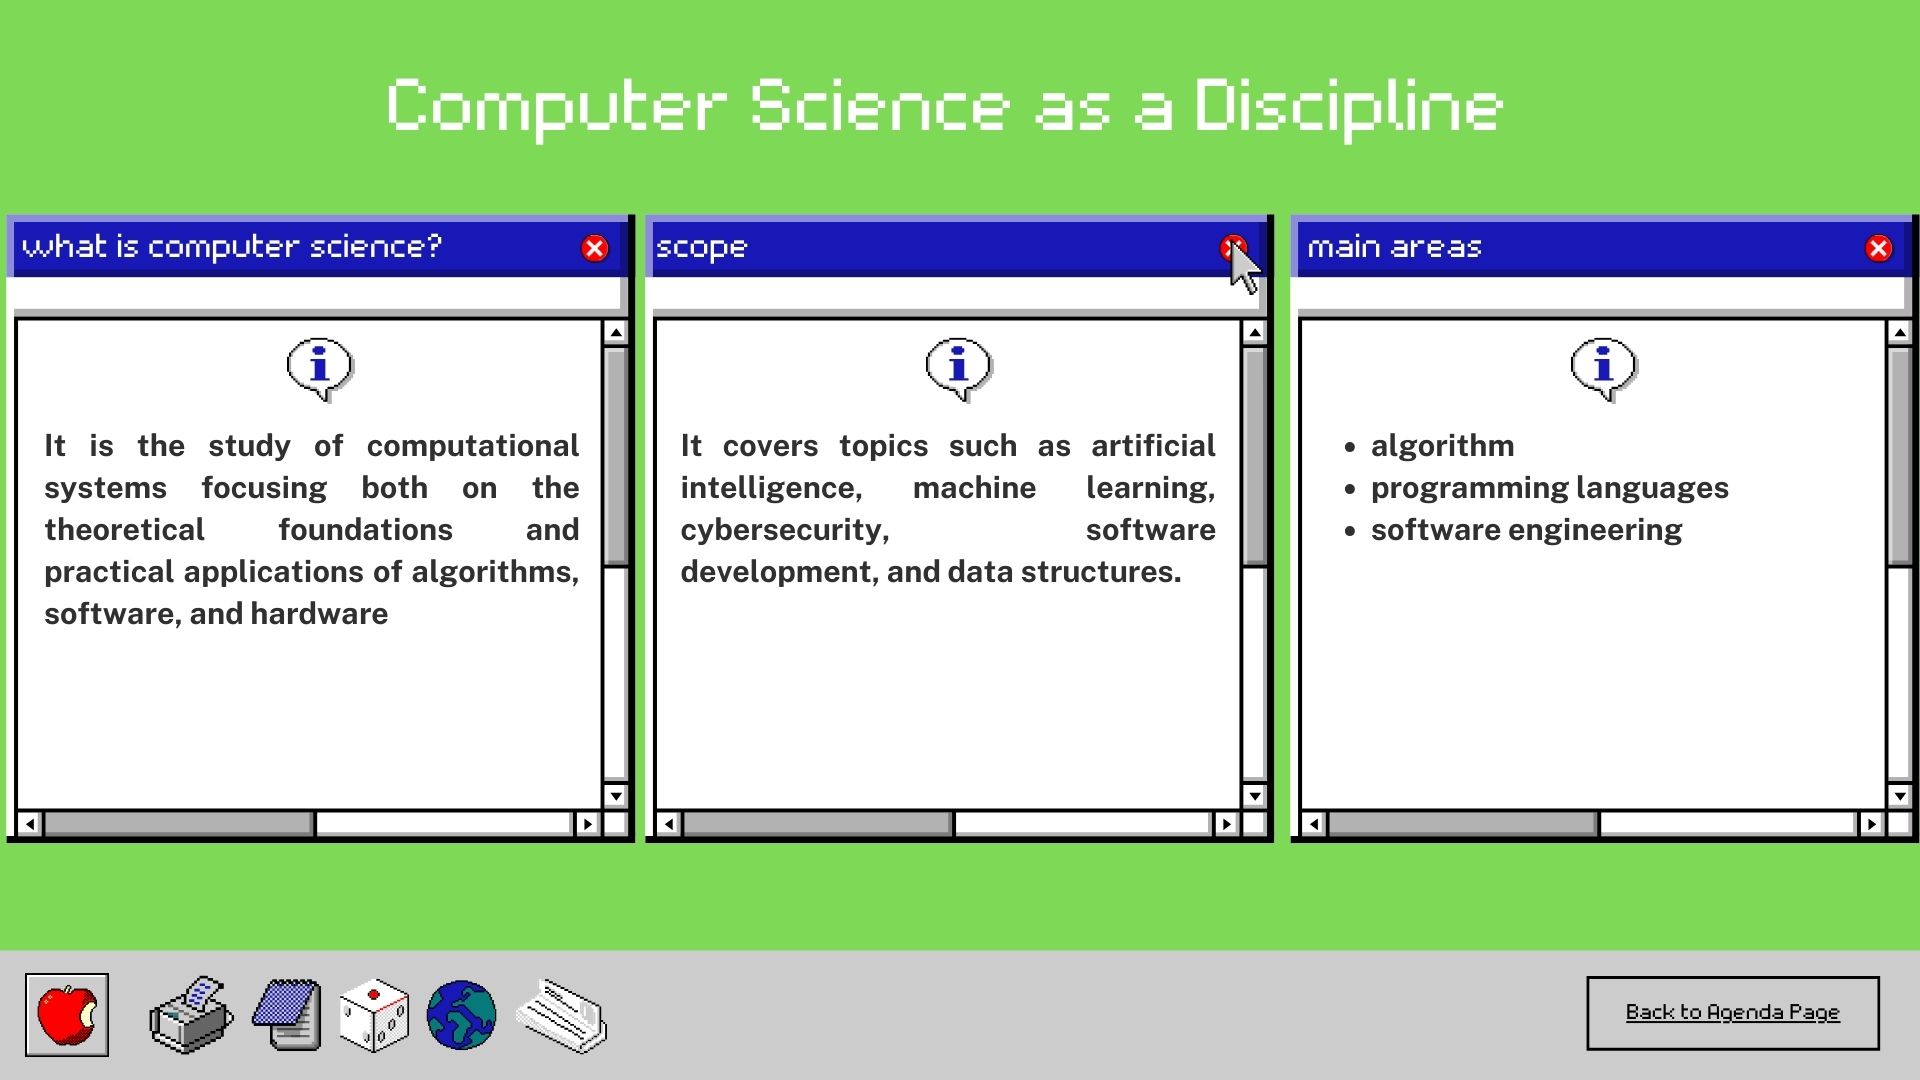 Computer Science as a Discipline
what is computer science?
It is the study of computational
systems focusing both on the
theoretical foundations and
practical applications of algorithms,
software, and hardware
scope
It covers topics such as artificial
intelligence, machine learning,
cybersecurity, software
development, and data structures.
main areas
• algorithm
• programming languages
• software engineering
Back to Agenda Page